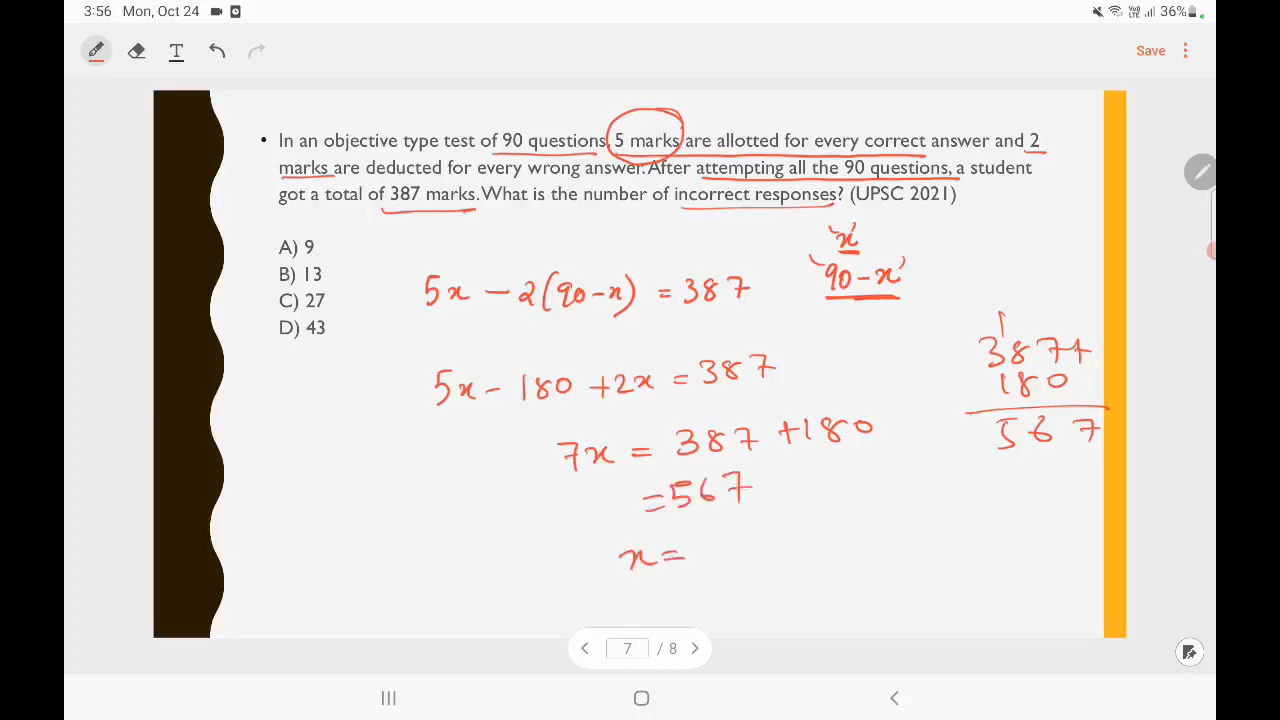 3:56 Mon, Oct 24
Vo) LTE 36%
T Save
• In an objective type test of 90 questions, 5 marks are allotted for every correct answer and 2
marks are deducted for every wrong answer. After attempting all the 90 questions, a student
got a total of 387 marks. What is the number of incorrect responses? (UPSC 2021)
'x'
'90-x'
A) 9
B) 13
C) 27
D) 43
5x - 2(90-x) = 387
5x - 180 + 2x = 387
7x = 387 + 180
= 567
x =
1
387+
180
567
7 / 8